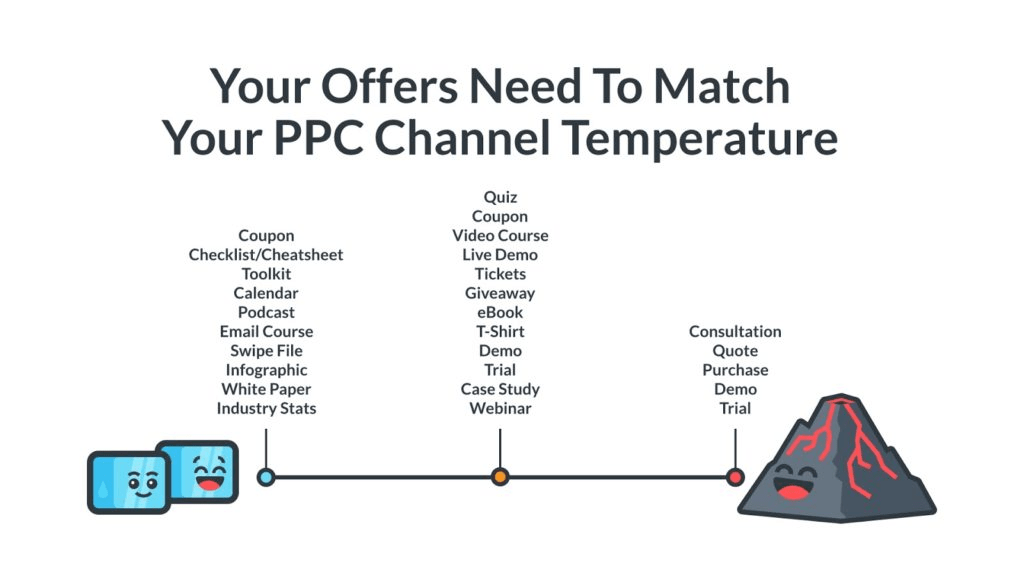 Your Offers Need To Match
Your PPC Channel Temperature
Coupon
Checklist/Cheatsheet
Toolkit
Calendar
Podcast
Email Course
Swipe File
Infographic
White Paper
Industry Stats
Quiz
Coupon
Video Course
Live Demo
Tickets
Giveaway
eBook
T-Shirt
Demo
Trial
Case Study
Webinar
Consultation
Quote
Purchase
Demo
Trial